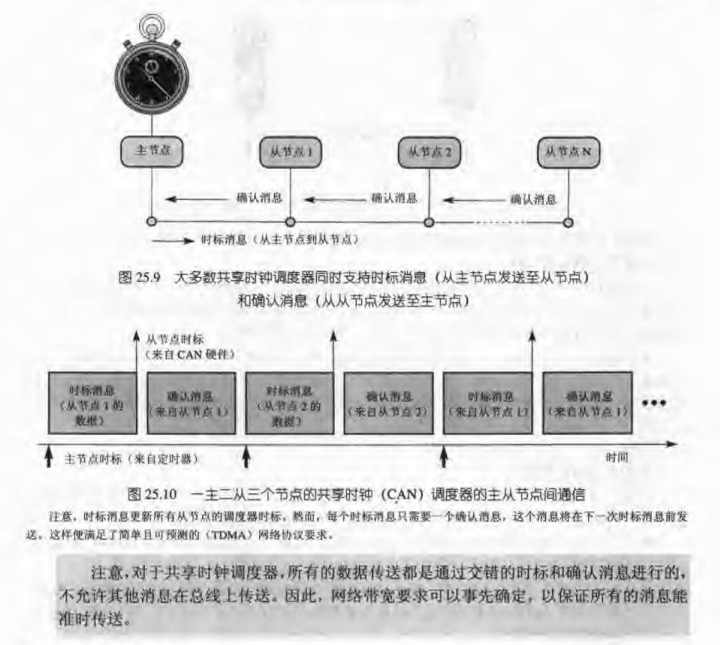 主节点
从节点 1
从节点 2
从节点 N
确认消息
确认消息
确认消息
时标消息（从主节点到从节点）
图 25.9 大多数共享时钟调度器同时支持时标消息（从主节点发送至从节点）
和确认消息（从从节点发送至主节点）
从节点时标
（来自 CAN 硬件）
时标消息
（从节点 1 的
数据）
确认消息
（来自从节点 1）
时标消息
（从节点 2 的
数据）
确认消息
（来自从节点 2）
时标消息
（来自从节点 1）
确认消息
（来自从节点 1）
•••
主节点时标（来自定时器）
时间
图 25.10 一主二从三个节点的共享时钟（CAN）调度器的主从节点间通信
注意，时标消息更新所有从节点的调度器时标。然而，每个时标消息只需要一个确认消息，这个消息将在下一次时标消息前发
送。这样便满足了简单且可预测的（TDMA）网络协议要求。
注意，对于共享时钟调度器，所有的数据传送都是通过交错的时标和确认消息进行的，
不允许其他消息在总线上传送。因此，网络带宽要求可以事先确定，以保证所有的消息能
准时传送。